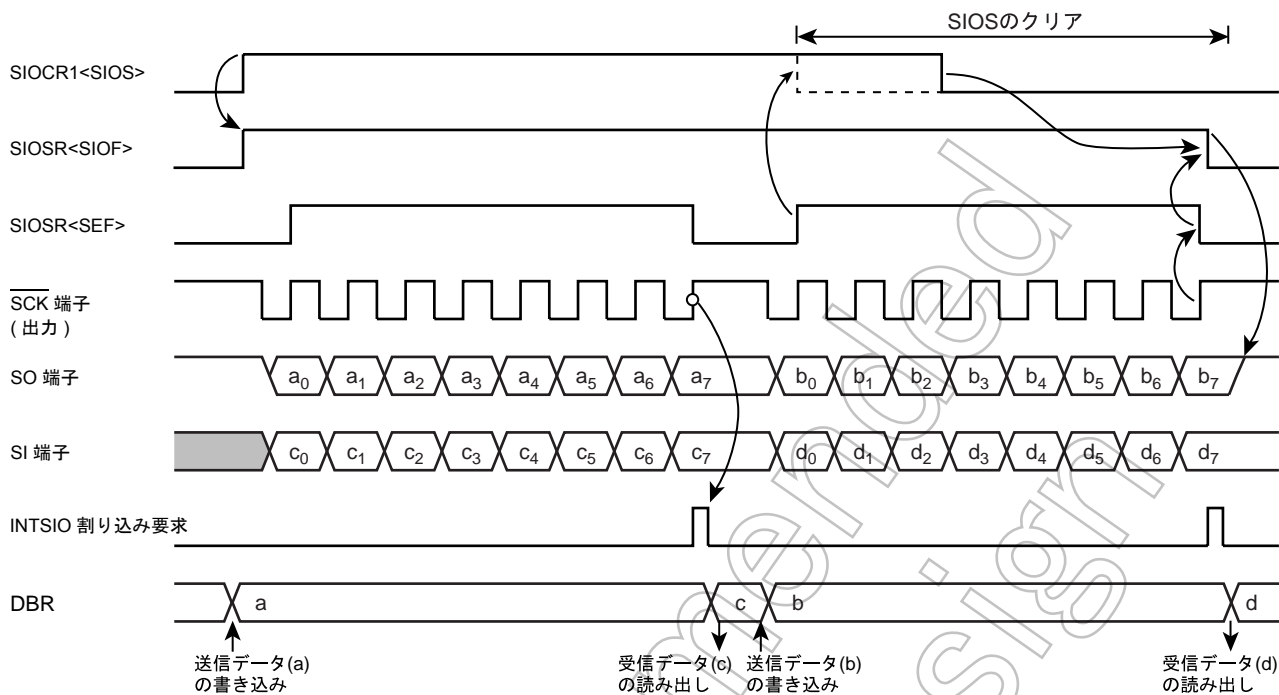 SIOSのクリア
SIOCR1<SIOS>
SIOSR<SIOF>
SIOSR<SEF>
SCK 端子
( 出力 )
SO 端子
a0 a1 a2 a3 a4 a5 a6 a7 b0 b1 b2 b3 b4 b5 b6 b7
SI 端子
c0 c1 c2 c3 c4 c5 c6 c7 d0 d1 d2 d3 d4 d5 d6 d7
INTSIO 割り込み要求
DBR
a c b d
送信データ(a)
の書き込み
受信データ(c)
の読み出し
送信データ(b)
の書き込み
受信データ(d)
の読み出し
mended
sign